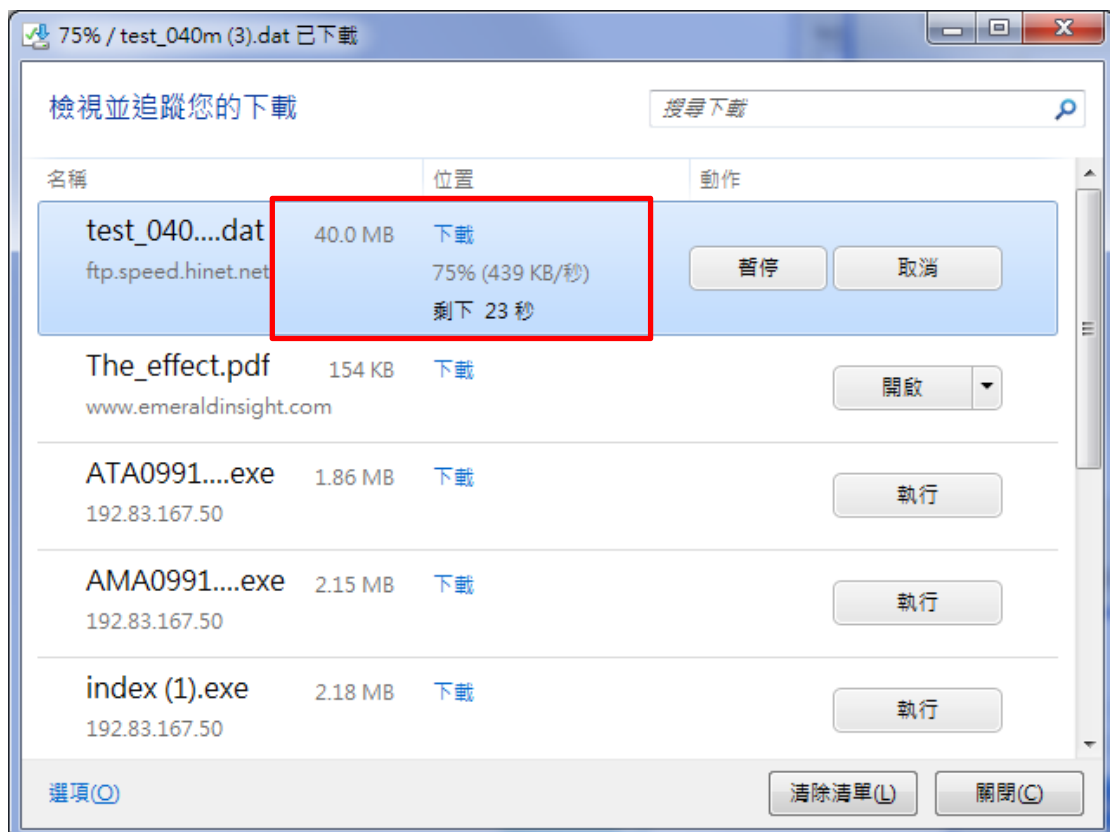 75% / test_040m (3).dat 已下載
檢視並追蹤您的下載
搜尋下載
名稱 位置 動作
test_040....dat 40.0 MB 下載
ftp.speed.hinet.net 75% (439 KB/秒) 暫停 取消
剩下 23 秒
The_effect.pdf 154 KB 下載
www.emeraldinsight.com 開啟
ATA0991....exe 1.86 MB 下載
192.83.167.50 執行
AMA0991....exe 2.15 MB 下載
192.83.167.50 執行
index (1).exe 2.18 MB 下載
192.83.167.50 執行
選項(O) 清除清單(L) 關閉(C)